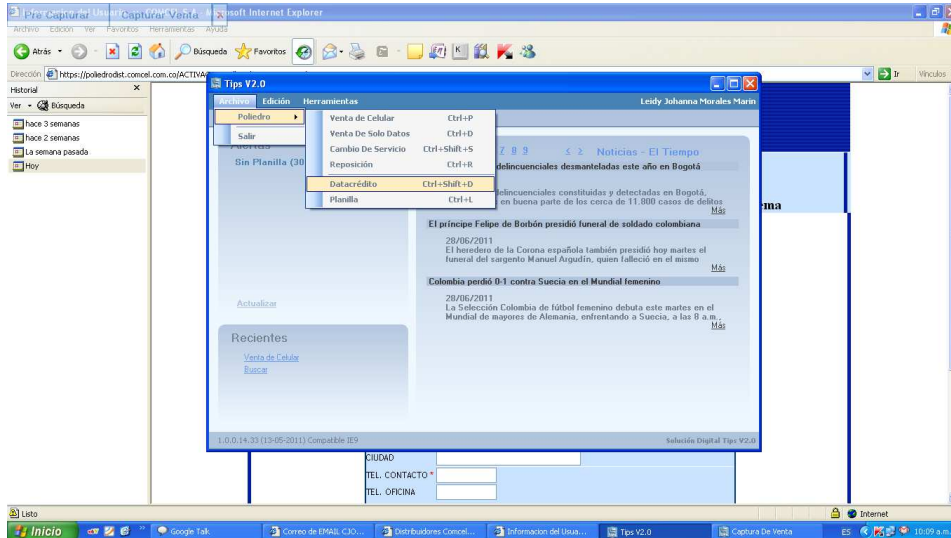 Pre Capturar Capturar Venta x
Microsoft Internet Explorer
Archivo Edición Ver Favoritos Herramientas Ayuda
Atrás Búsqueda Favoritos
Dirección https://poliedrodist.comcel.com.co/ACTIVA
Ir Vínculos
Historial x
Ver Búsqueda
hace 3 semanas
hace 2 semanas
La semana pasada
Hoy
Tips V2.0
Archivo Edición Herramientas Leidy Johanna Morales Marin
Poliedro
Salir
Venta de Celular Ctrl+P
Venta De Solo Datos Ctrl+D
Cambio De Servicio Ctrl+Shift+S
Reposición Ctrl+R
Datacrédito Ctrl+Shift+D
Planilla Ctrl+L
Alertas
Sin Planilla (30
7 8 9 < > Noticias - El Tiempo
delincuenciales desmanteladas este año en Bogotá
delincuenciales constituidas y detectadas en Bogotá,
en buena parte de los cerca de 11.800 casos de delitos
Más
El príncipe Felipe de Borbón presidió funeral de soldado colombiana
28/06/2011
El heredero de la Corona española también presidió hoy martes el
funeral del sargento Manuel Argudín, quien falleció en el mismo
Más
Colombia perdió 0-1 contra Suecia en el Mundial femenino
28/06/2011
La Selección Colombia de fútbol femenino debuta este martes en el
Mundial de mayores de Alemania, enfrentando a Suecia, a las 8 a.m.,
Más
Actualizar
Recientes
Venta de Celular
Buscar
1.0.0.14.33 (13-05-2011) Compatible IE9 Solución Digital Tips V2.0
ema
CIUDAD
TEL. CONTACTO *
TEL. OFICINA
Listo Internet
Inicio Google Talk Correo de EMAIL CIO... Distribuidores Comcel... Informacion del Usua... Tips V2.0 Captura De Venta ES 10:09 a.m.